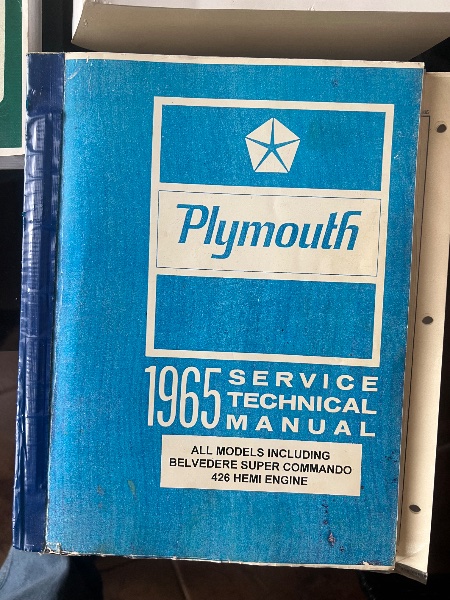 Plymouth
1965 SERVICE
TECHNICAL
MANUAL
ALL MODELS INCLUDING
BELVEDERE SUPER COMMANDO
426 HEMI ENGINE